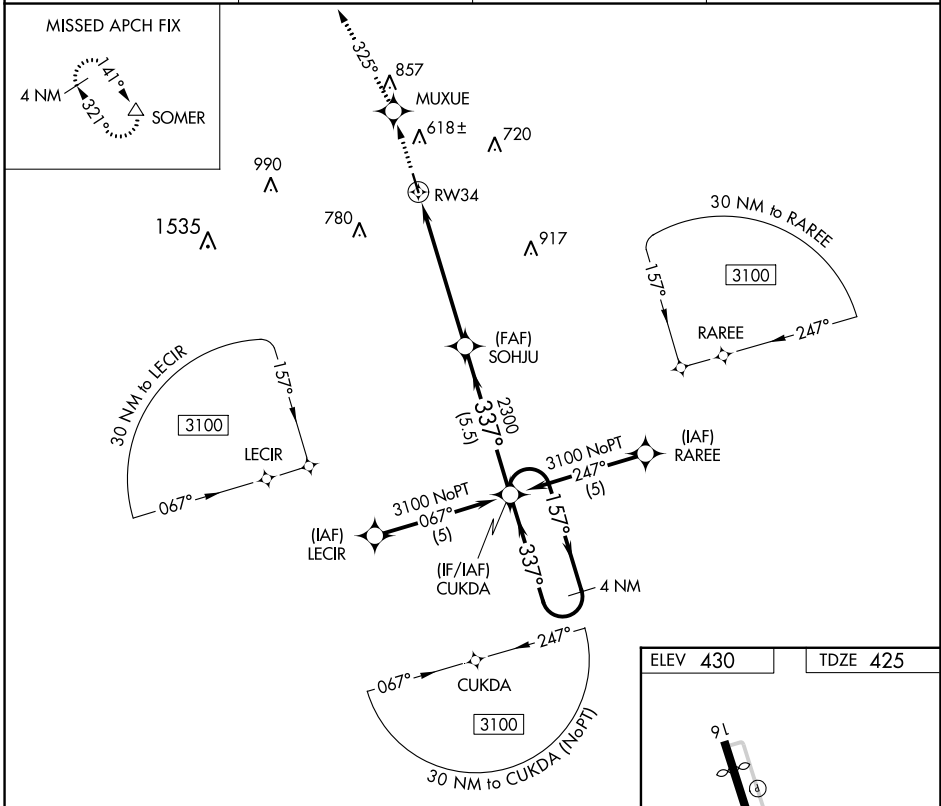 MISSED APCH FIX
4 NM
141°
321°
SOMER
325°
857
MUXUE
618±
720
990
RW34
780
1535
917
30 NM to RAREE
3100
157°
RAREE
247°
(FAF)
SOHJU
30 NM to LECIR
3100
157°
LECIR
067°
2300
337°
(5.5)
(IAF)
RAREE
3100 NoPT
247°
(5)
3100 NoPT
067°
(5)
(IAF)
LECIR
157°
337°
(IF/IAF)
CUKDA
4 NM
247°
067°
CUKDA
3100
30 NM to CUKDA (NoPT)
ELEV 430
TDZE 425
16
P